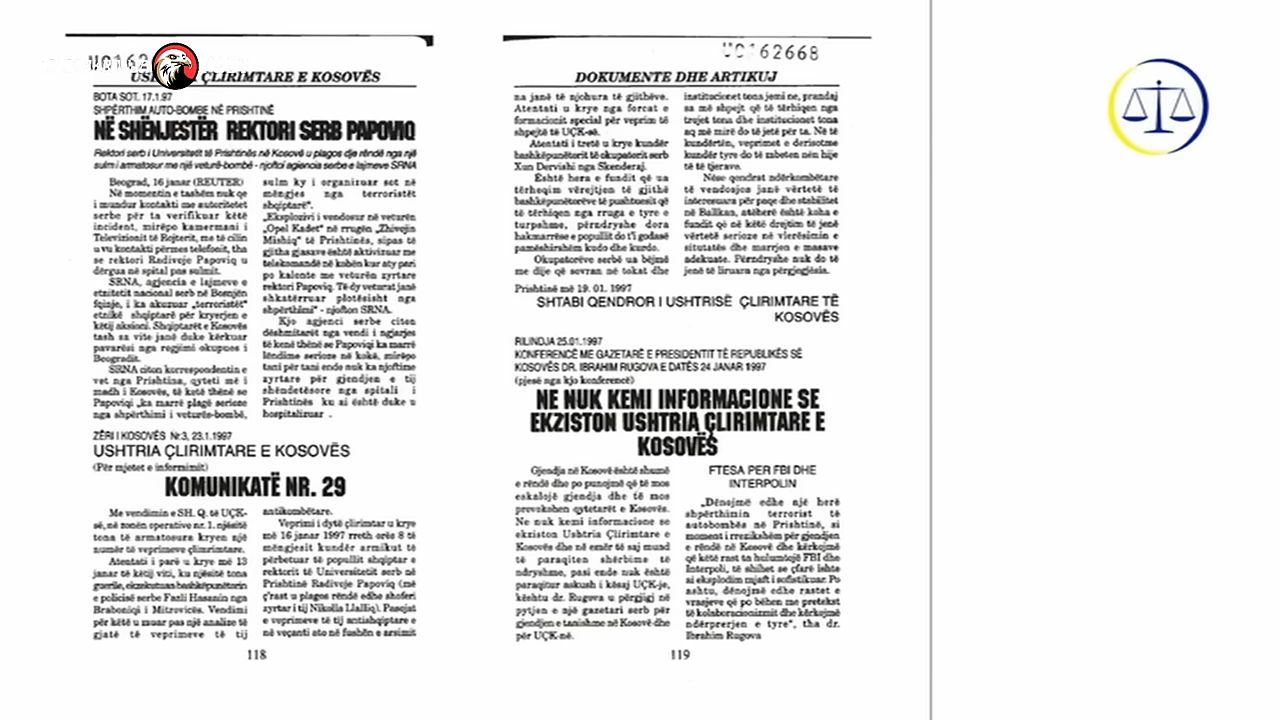 U0162
USH ÇLIRIMTARE E KOSOVËS
BOTA SOT, 17.1.97
SHPËRTHIM AUTO-BOMBE NË PRISHTINË
NË SHËNJESTËR REKTORI SERB PAPOVIQ
Rektori serb i Universitetit të Prishtinës në Kosovë u plagos dja rëndë nga një
sulm i armatosur me një veturë-bombë - njoftoi agjencia serbe e lajmeve SRNA
Beograd, 16 janar (REUTER)
Në momentin e tashëm nuk qe
i mundur kontakti me autoritetet
serbe për ta verifikuar këtë
incident, mirëpo kamermani i
Televizionit të Rojterit, me të cilin
u vu kontakti përmes telefonit, tha
se rektori Radiveje Papoviq u
dërgua në spital pas sulmit.
SRNA, agjencia e lajmeve e
etnitetit nacional serb në Bosnjën
fqinje, i ka akuzuar „terroristët"
etnikë shqiptarë për kryerjen e
këtij aksioni. Shqiptarët e Kosovës
tash sa vite janë duke kërkuar
pavarësi nga regjimi okupues i
Beogradit.
SRNA citon korrespondentin e
vet nga Prishtina, qyteti më i
madh i Kosovës, të ketë thëne se
Papoviqi „ka marrë plagë serioze
nga shpërthimi i veturës-bombë,
sulm ky i organizuar sot në
mëngjes nga terroristët
shqiptarë".
„Eksplozivi i vendosur në veturën
„Opel Kadet" në rrugën „Zhivojin
Mishiq" të Prishtinës, sipas të
gjitha gjasave është aktivizuar me
telekomandë në kohën kur aty pari
po kalonte me veturën zyrtare
rektori Papoviq. Të dy veturat janë
shkatërruar plotësisht nga
shpërthimi" - njofton SRNA.
Kjo agjenci serbe citon
dëshmitarët nga vendi i ngjarjes
të kenë thënë se Papoviqi ka marrë
lëndime serioze në kokë, mirëpo
tani për tani ende nuk ka njoftime
zyrtare për gjendjen e tij
shëndetësore nga spitali i
Prishtinës ku ai është duke u
hospitalizuar .
ZËRI I KOSOVËS Nr.3, 23.1.1997
USHTRIA ÇLIRIMTARE E KOSOVËS
(Për mjetet e informimit)
KOMUNIKATË NR. 29
Me vendimin e SH. Q. të UÇK-
së, në zonën operative nr. 1. njësitë
tona të armatosura kryen një
numër të veprimeve çlimrimtare.
Atentati i parë u krye më 13
janar të këtij viti, ku njësitë tona
guerile, ekzekutuan bashkëpunëtorin
e policisë serbe Fazli Hasanin nga
Braboniqi i Mitrovicës. Vendimi
për këtë u muar pas një analize të
gjatë të veprimeve të tij
antikombëtare.
Veprimi i dytë çlirimtar u krye
më 16 janar 1997 rreth orës 8 të
mëngjesit kundër armikut të
përbetuar të popullit shqiptar e
rektorit të Universitetit serb në
Prishtinë Radiveje Papoviq (më
ç'rast u plagos rëndë edhe shoferi
zyrtar i tij Nikolla Llalliq). Pasojat
e veprimeve të tij antishqiptare e
në veçanti ato në fushën e arsimit
118
U0162668
DOKUMENTE DHE ARTIKUJ
na janë të njohura të gjithëve.
Atentati u krye nga forcat e
formacionit special për veprim të
shpejtë të UÇK-së.
Atentati i tretë u krye kundër
bashkëpunëtorit të okupatorit serb
Xun Dervishi nga Skenderaj.
Është hera e fundit që ua
tërheqim vërejtjen të gjithë
bashkëpunëtorëve të pushtuesit që
të tërhiqen nga rruga e tyre e
turpshme, përndryshe dora
hakmarrëse e popullit do t'i godasë
pamëshirshëm kudo dhe kurdo.
Okupatorëve serbë ua bëjmë
me dije që sovran në tokat dhe
institucionet tona jemi ne, prandaj
sa më shpejt që të tërhiqen nga
trojet tona dhe institucionet tona
aq më mirë do të jetë për ta. Në të
kundërtën, veprimet e derisotme
kundër tyre do të mbeten nën hije
të të tjerave.
Nëse qendrat ndërkombëtare
të vendosjes janë vërtetë të
interesuara për paqe dhe stabilitet
në Ballkan, atëherë është koha e
fundit që në këtë drejtim të jenë
vërtetë serioze në vlerësimin e
situtatës dhe marrjen e masave
adekuate. Përndryshe nuk do të
jenë të liruara nga përgjegjësia.
Prishtinë më 19. 01. 1997
SHTABI QENDROR I USHTRISË ÇLIRIMTARE TË
KOSOVËS
RILINDJA 25.01.1997
KONFERENCË ME GAZETARË E PRESIDENTIT TË REPUBLIKËS SË
KOSOVËS DR. IBRAHIM RUGOVA E DATËS 24 JANAR 1997
(pjesë nga kjo konferencë)
NE NUK KEMI INFORMACIONE SE
EKZISTON USHTRIA ÇLIRIMTARE E
KOSOVËS
Gjendja në Kosovë është shumë
e rëndë dhe po punojmë që të mos
eskalojë gjendja dhe të mos
provokohen qytetarët e Kosovës.
Ne nuk kemi informacione se
ekziston Ushtria Çlirimtare e
Kosovës dhe në emër të saj mund
të paraqiten shërbime të
ndryshme, pasi ende nuk është
paraqitur askush i kësaj UÇK-je,
kështu dr. Rugova u përgjigj në
pytjen e një gazetari serb për
gjendjen e tanishme në Kosovë dhe
për UÇK-në.
FTESA PER FBI DHE
INTERPOLIN
„Dënojmë edhe një herë
shpërthimin terrorist të
autobombës në Prishtinë, si
moment i rrezikshëm për gjendjen
e rëndë në Kosovë dhe kërkojmë
që këtë rast ta hulumtojë FBI dhe
Interpoli, të shihet se çfarë ishte
ai eksplodim mjaft i sofistikuar. Po
ashtu, dënojmë edhe rastet e
vrasjeve që po bëhen me pretekst
të kolaboracionizmit dhe kërkojmë
ndërprerjen e tyre", tha dr.
Ibrahim Rugova
119